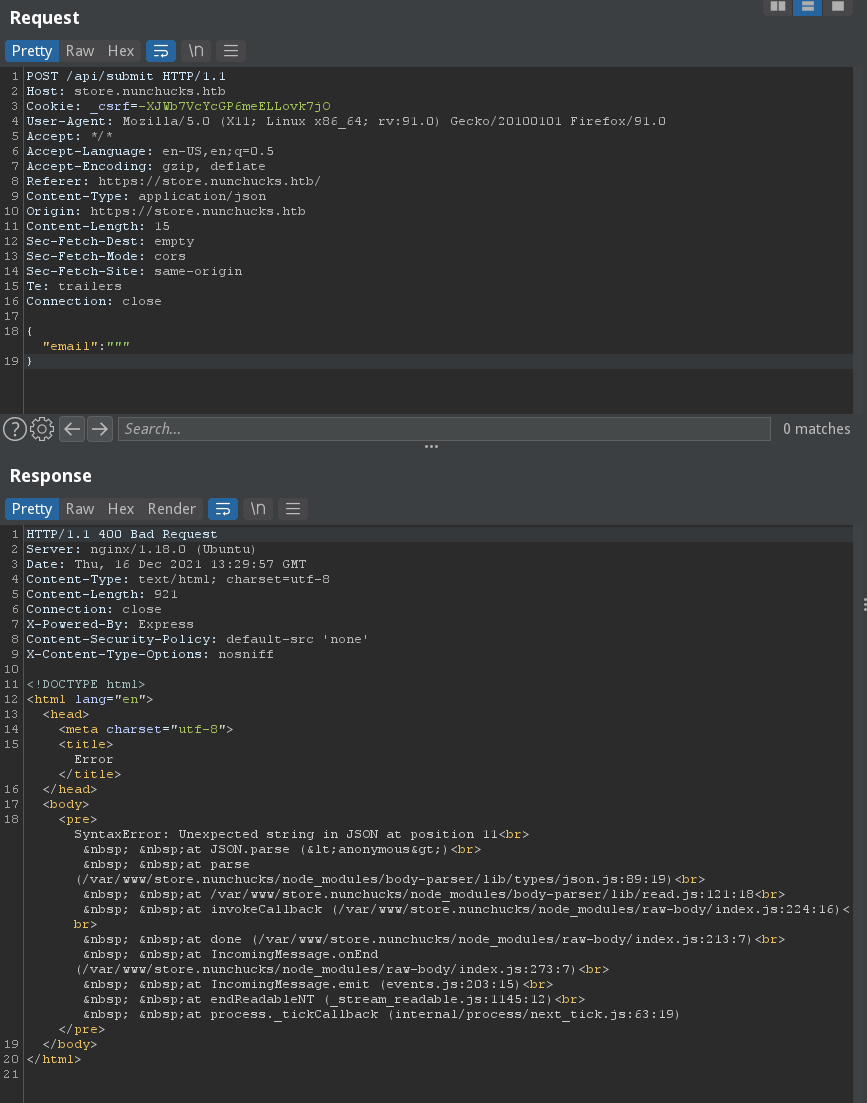 Request
Pretty Raw Hex \n
1 POST /api/submit HTTP/1.1
2 Host: store.nunchucks.htb
3 Cookie: _csrf=-XJWb7VcYcGP6meELLovk7jO
4 User-Agent: Mozilla/5.0 (X11; Linux x86_64; rv:91.0) Gecko/20100101 Firefox/91.0
5 Accept: */*
6 Accept-Language: en-US,en;q=0.5
7 Accept-Encoding: gzip, deflate
8 Referer: https://store.nunchucks.htb/
9 Content-Type: application/json
10 Origin: https://store.nunchucks.htb
11 Content-Length: 15
12 Sec-Fetch-Dest: empty
13 Sec-Fetch-Mode: cors
14 Sec-Fetch-Site: same-origin
15 Te: trailers
16 Connection: close
17
18 {
"email":"""
19 }
? Search... 0 matches
Response
Pretty Raw Hex Render \n
1 HTTP/1.1 400 Bad Request
2 Server: nginx/1.18.0 (Ubuntu)
3 Date: Thu, 16 Dec 2021 13:29:57 GMT
4 Content-Type: text/html; charset=utf-8
5 Content-Length: 921
6 Connection: close
7 X-Powered-By: Express
8 Content-Security-Policy: default-src 'none'
9 X-Content-Type-Options: nosniff
10
11 <!DOCTYPE html>
12 <html lang="en">
13 <head>
14 <meta charset="utf-8">
15 <title>
Error
</title>
16 </head>
17 <body>
18 <pre>
SyntaxError: Unexpected string in JSON at position 11<br>
&nbsp; &nbsp;at JSON.parse (&lt;anonymous&gt;)<br>
&nbsp; &nbsp;at parse
(/var/www/store.nunchucks/node_modules/body-parser/lib/types/json.js:89:19)<br>
&nbsp; &nbsp;at /var/www/store.nunchucks/node_modules/body-parser/lib/read.js:121:18<br>
&nbsp; &nbsp;at invokeCallback (/var/www/store.nunchucks/node_modules/raw-body/index.js:224:16)<
br>
&nbsp; &nbsp;at done (/var/www/store.nunchucks/node_modules/raw-body/index.js:213:7)<br>
&nbsp; &nbsp;at IncomingMessage.onEnd
(/var/www/store.nunchucks/node_modules/raw-body/index.js:273:7)<br>
&nbsp; &nbsp;at IncomingMessage.emit (events.js:203:15)<br>
&nbsp; &nbsp;at endReadableNT (_stream_readable.js:1145:12)<br>
&nbsp; &nbsp;at process._tickCallback (internal/process/next_tick.js:63:19)
</pre>
19 </body>
20 </html>
21